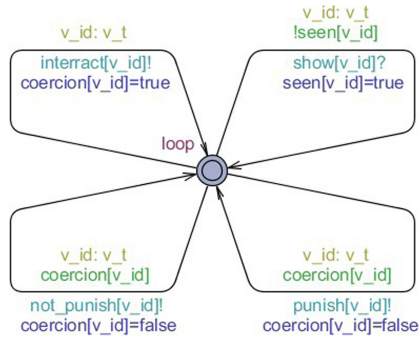 v_id: v_t
interract[v_id]!
coercion[v_id]=true
v_id: v_t
!seen[v_id]
show[v_id]?
seen[v_id]=true
loop
v_id: v_t
coercion[v_id]
not_punish[v_id]!
coercion[v_id]=false
v_id: v_t
coercion[v_id]
punish[v_id]!
coercion[v_id]=false